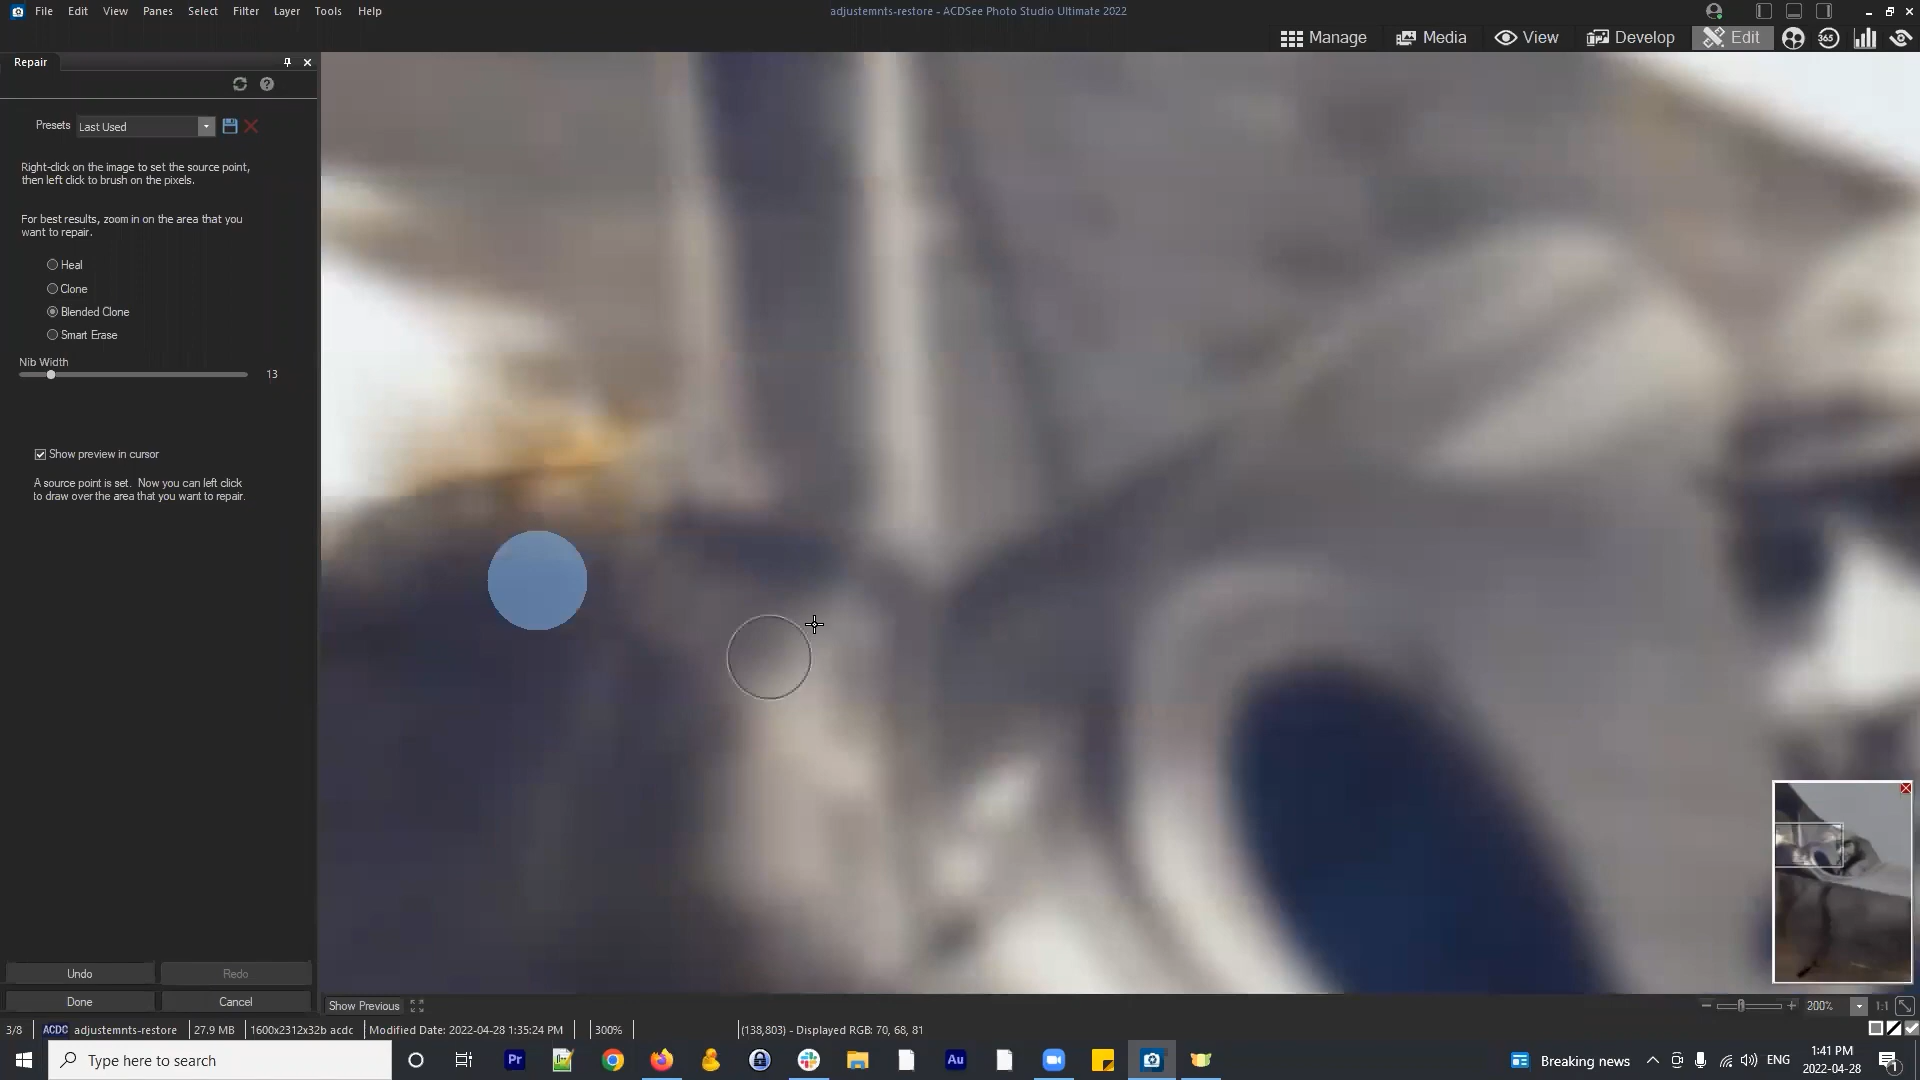 File Edit View Panes Select Filter Layer Tools Help
adjustemnts-restore - ACDSee Photo Studio Ultimate 2022
Manage Media View Develop Edit 365
Repair
Presets Last Used
Right-click on the image to set the source point,
then left click to brush on the pixels.
For best results, zoom in on the area that you
want to repair.
Heal
Clone
Blended Clone
Smart Erase
Nib Width
13
Show preview in cursor
A source point is set. Now you can left click
to draw over the area that you want to repair.
Undo Redo
Done Cancel
Show Previous
200% 1:1
3/8 ACDC adjustemnts-restore 27.9 MB 1600x2312x32b acdc Modified Date: 2022-04-28 1:35:24 PM 300% (138,803) - Displayed RGB: 70, 68, 81
Type here to search
Pr Au
Breaking news ENG
1:41 PM
2022-04-28
1